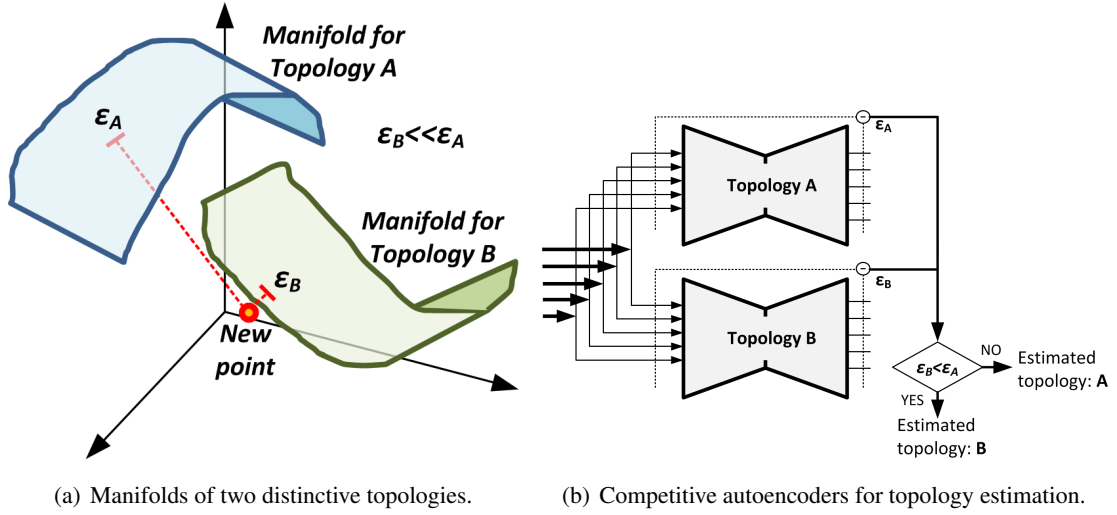 Manifold for
Topology A
ε_A
ε_B<<ε_A
Manifold for
Topology B
ε_B
New
point
(a) Manifolds of two distinctive topologies.
ε_A
Topology A
ε_B
Topology B
ε_B<ε_A
NO
Estimated
topology: A
YES
Estimated
topology: B
(b) Competitive autoencoders for topology estimation.